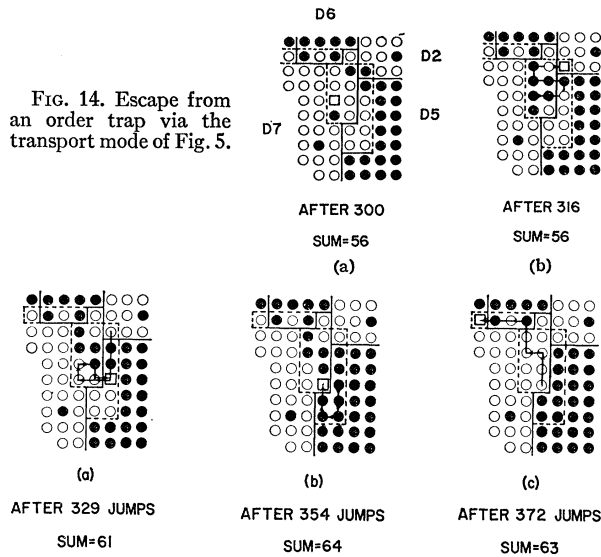 D6
D2
FIG. 14. Escape from
an order trap via the
transport mode of Fig. 5.
D7
D5
AFTER 300
SUM=56
(a)
AFTER 316
SUM=56
(b)
(a)
AFTER 329 JUMPS
SUM=61
(b)
AFTER 354 JUMPS
SUM=64
(c)
AFTER 372 JUMPS
SUM=63